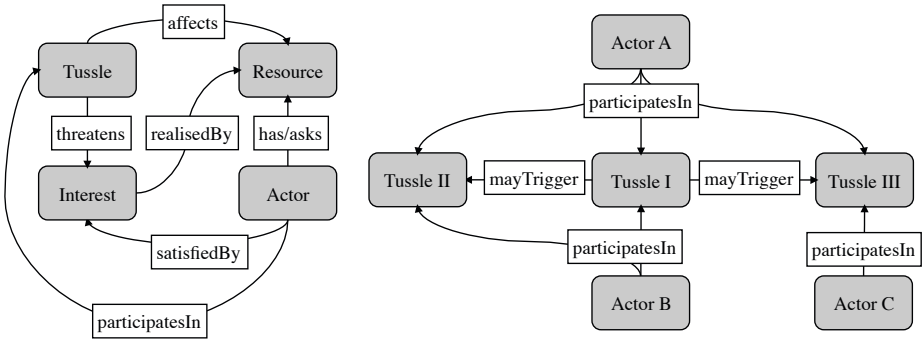 affects
Tussle
Resource
threatens
realisedBy
has/asks
Interest
Actor
satisfiedBy
participatesIn
Actor A
participatesIn
Tussle II
mayTrigger
Tussle I
mayTrigger
Tussle III
participatesIn
participatesIn
Actor B
Actor C